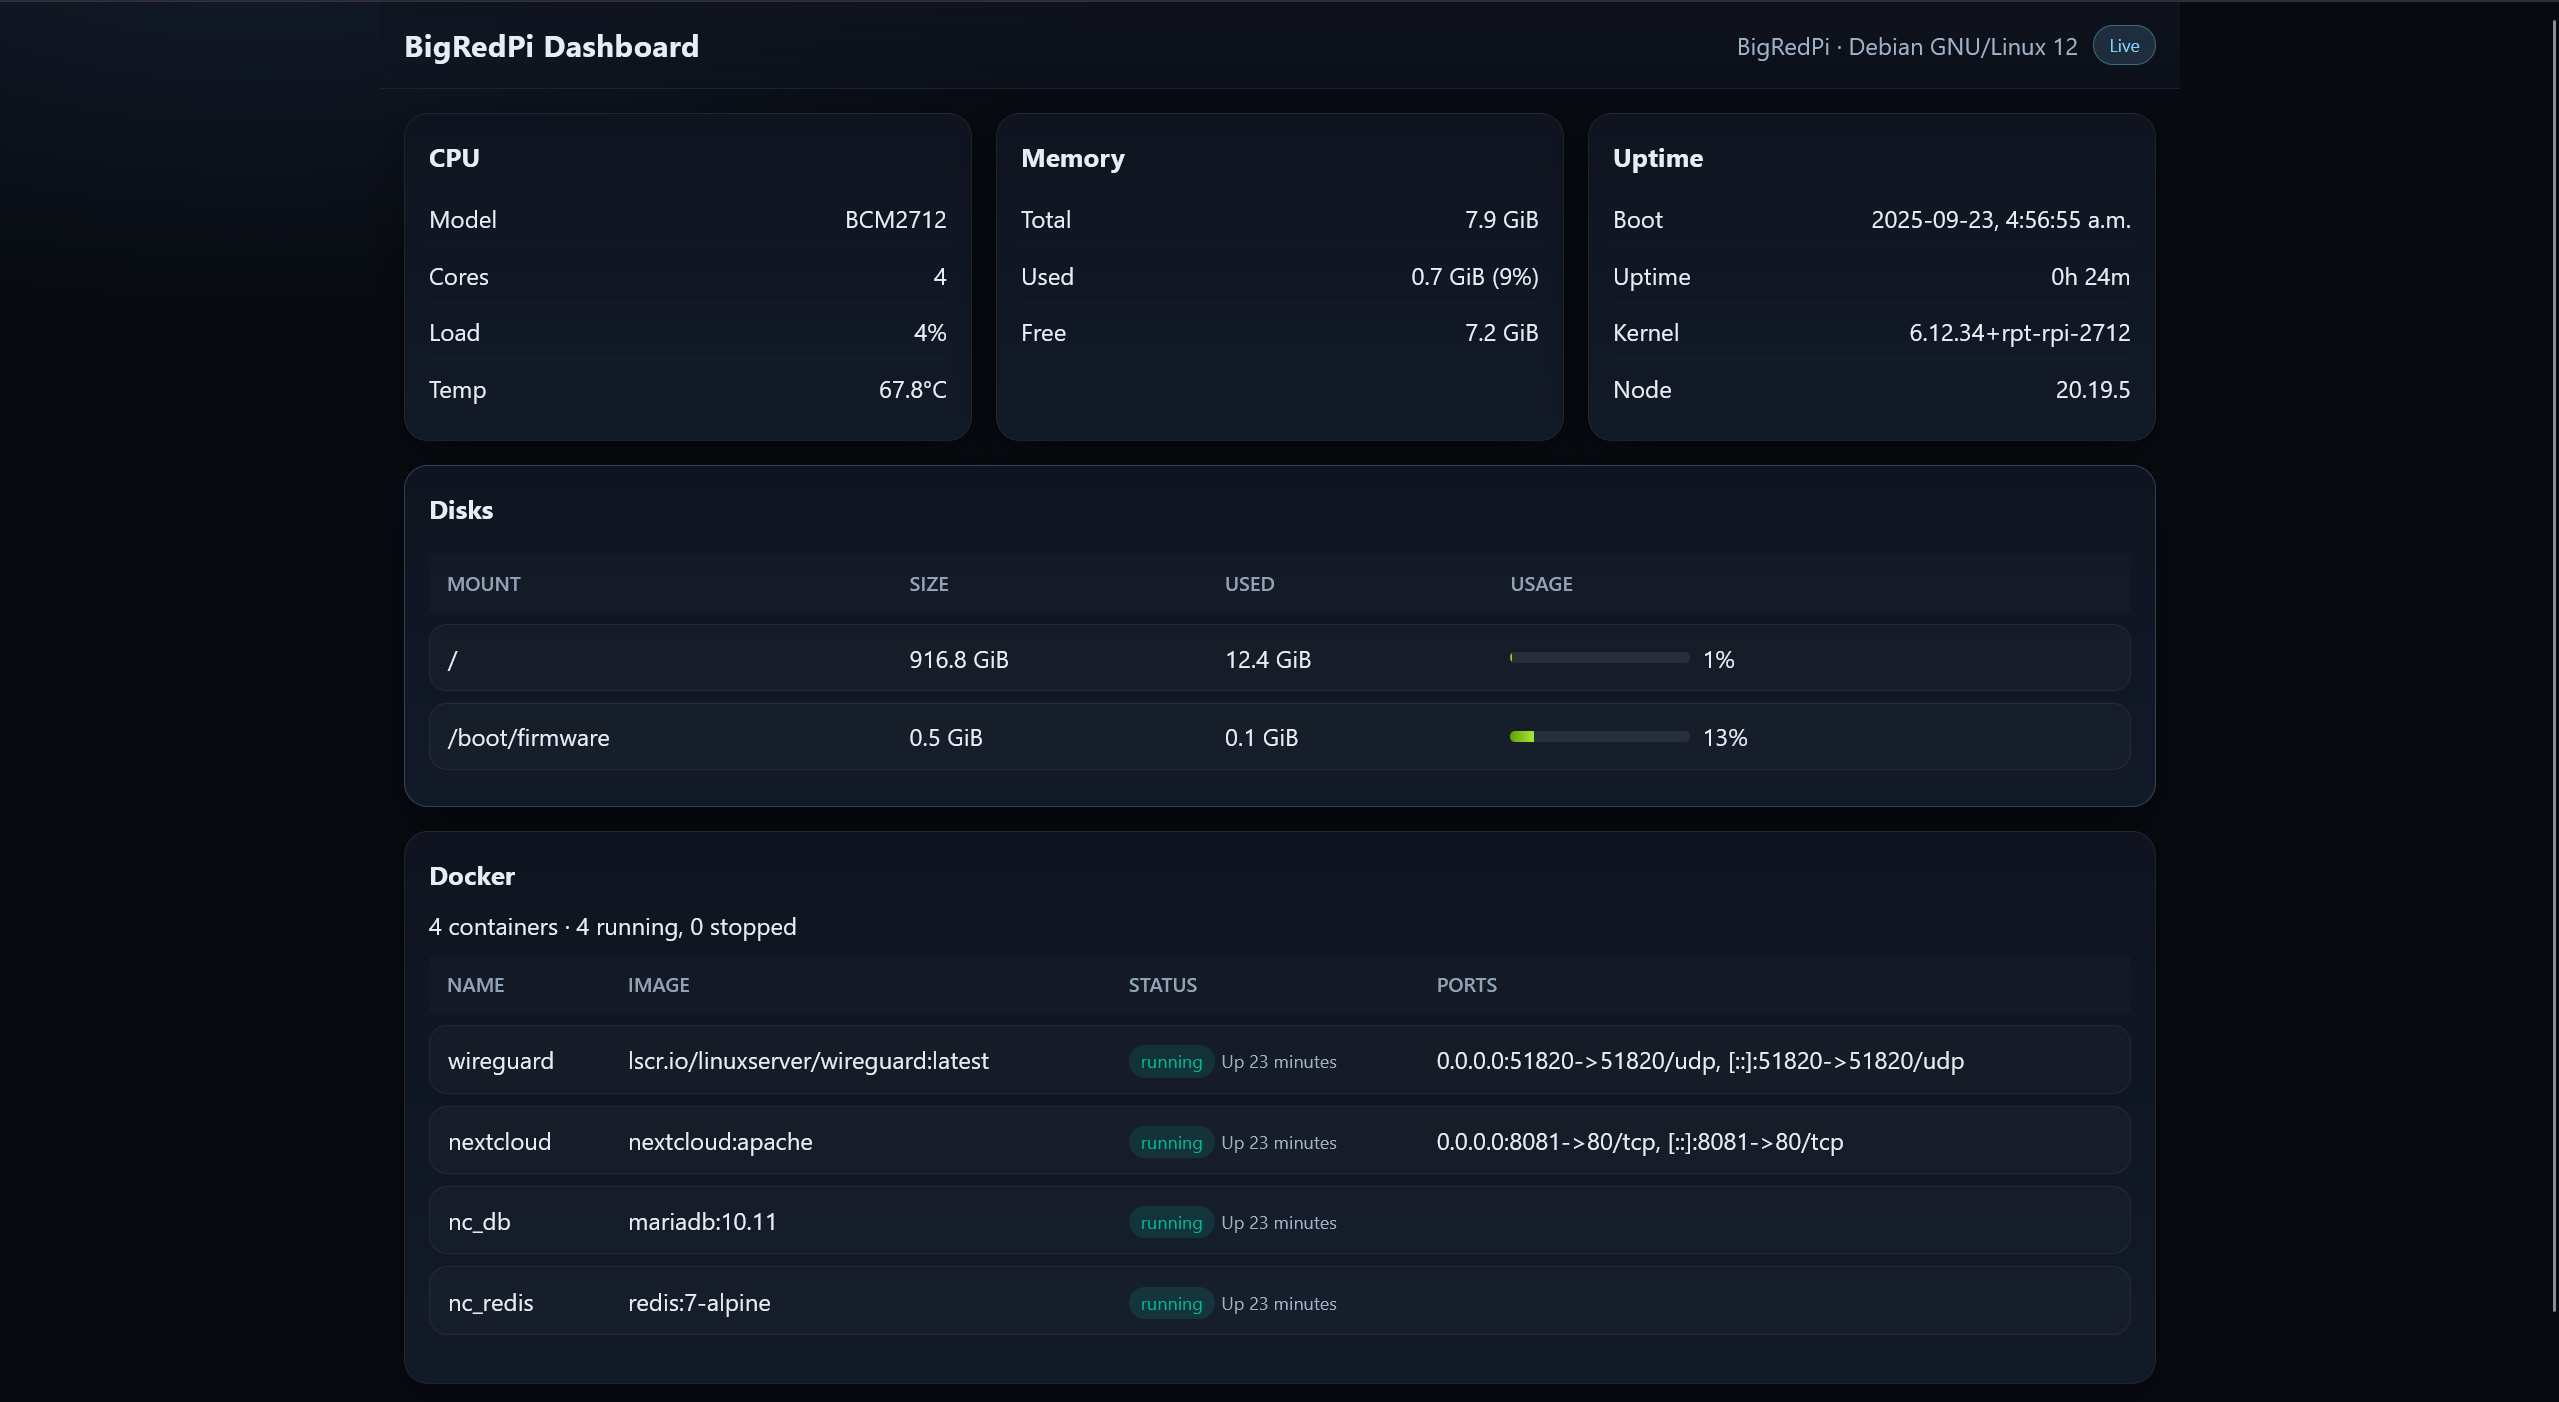 BigRedPi Dashboard
BigRedPi · Debian GNU/Linux 12 Live
CPU
Model BCM2712
Cores 4
Load 4%
Temp 67.8°C
Memory
Total 7.9 GiB
Used 0.7 GiB (9%)
Free 7.2 GiB
Uptime
Boot 2025-09-23, 4:56:55 a.m.
Uptime 0h 24m
Kernel 6.12.34+rpt-rpi-2712
Node 20.19.5
Disks
MOUNT SIZE USED USAGE
/ 916.8 GiB 12.4 GiB 1%
/boot/firmware 0.5 GiB 0.1 GiB 13%
Docker
4 containers · 4 running, 0 stopped
NAME IMAGE STATUS PORTS
wireguard lscr.io/linuxserver/wireguard:latest running Up 23 minutes 0.0.0.0:51820->51820/udp, [::]:51820->51820/udp
nextcloud nextcloud:apache running Up 23 minutes 0.0.0.0:8081->80/tcp, [::]:8081->80/tcp
nc_db mariadb:10.11 running Up 23 minutes
nc_redis redis:7-alpine running Up 23 minutes